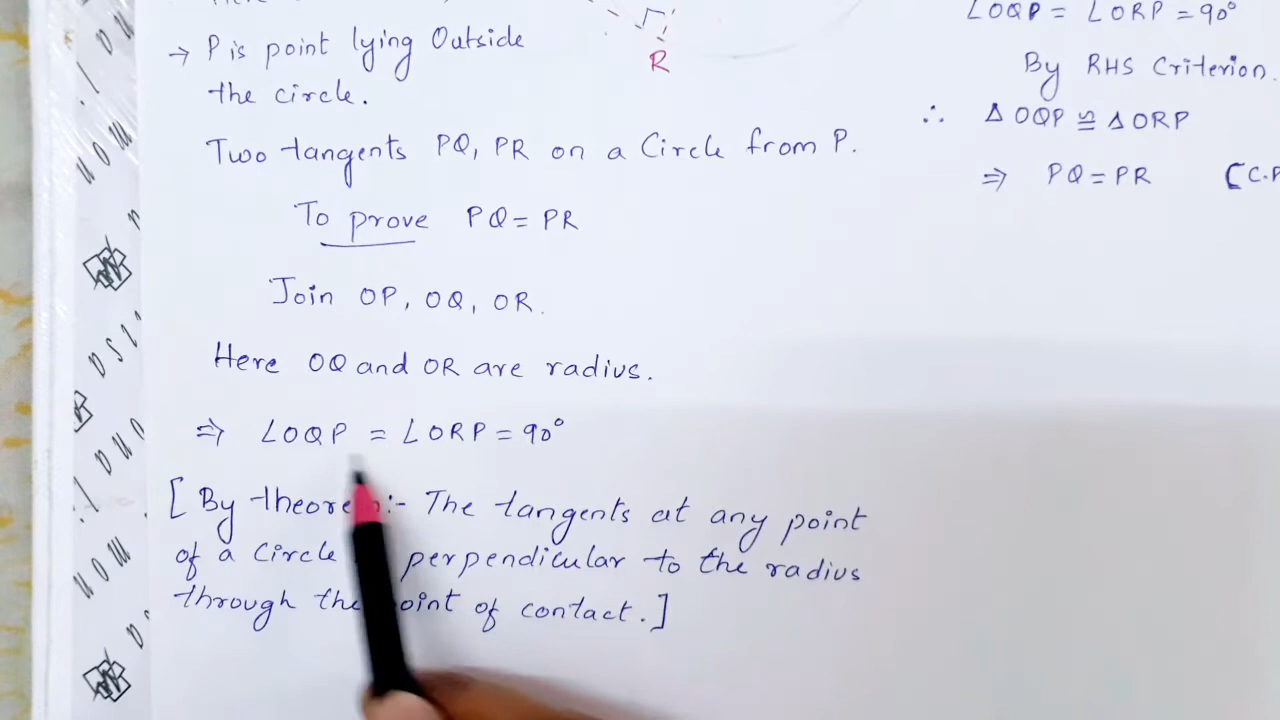 → P is point lying Outside
the circle.
Two tangents PQ, PR on a Circle from P.
To prove PQ = PR
Join OP, OQ, OR.
Here OQ and OR are radius.
⇒ ∠OQP = ∠ORP = 90°
[By theorem:- The tangents at any point
of a Circle perpendicular to the radius
through the point of contact.]
R
∠OQP = ∠ORP = 90°
By RHS Criterion.
∴ Δ OQP ≅ Δ ORP
⇒ PQ = PR (C.P